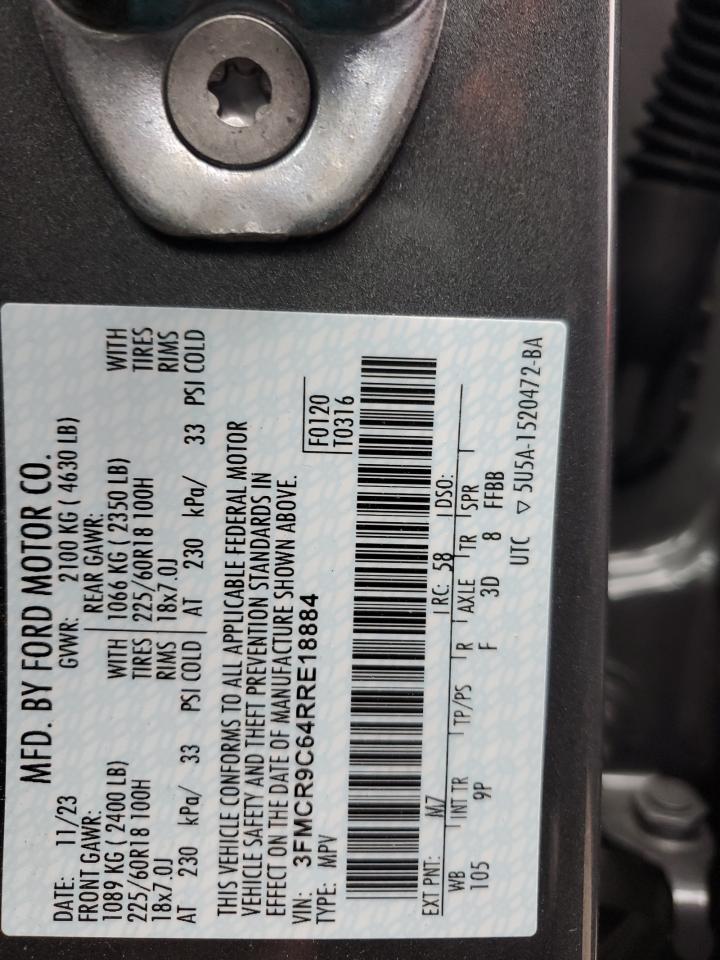 MFD. BY FORD MOTOR CO.
DATE: 11/23 GVWR: 2100 KG ( 4630 LB)
FRONT GAWR: REAR GAWR:
1089 KG ( 2400 LB) WITH 1066 KG ( 2350 LB) WITH
225/60R18 100H TIRES 225/60R18 100H TIRES
18x7.0J RIMS 18x7.0J RIMS
AT 230 kPa/ 33 PSI COLD AT 230 kPa/ 33 PSI COLD
THIS VEHICLE CONFORMS TO ALL APPLICABLE FEDERAL MOTOR
VEHICLE SAFETY AND THEFT PREVENTION STANDARDS IN
EFFECT ON THE DATE OF MANUFACTURE SHOWN ABOVE.
VIN: 3FMCR9C64RRE18884 F0120
TYPE: MPV T0316
EXT PNT: M7 RC: 58 DSO:
WB INT TR TP/PS R AXLE TR SPR
105 9P F 3D 8 FFBB
UTC ▽ 5U5A-1520472-BA